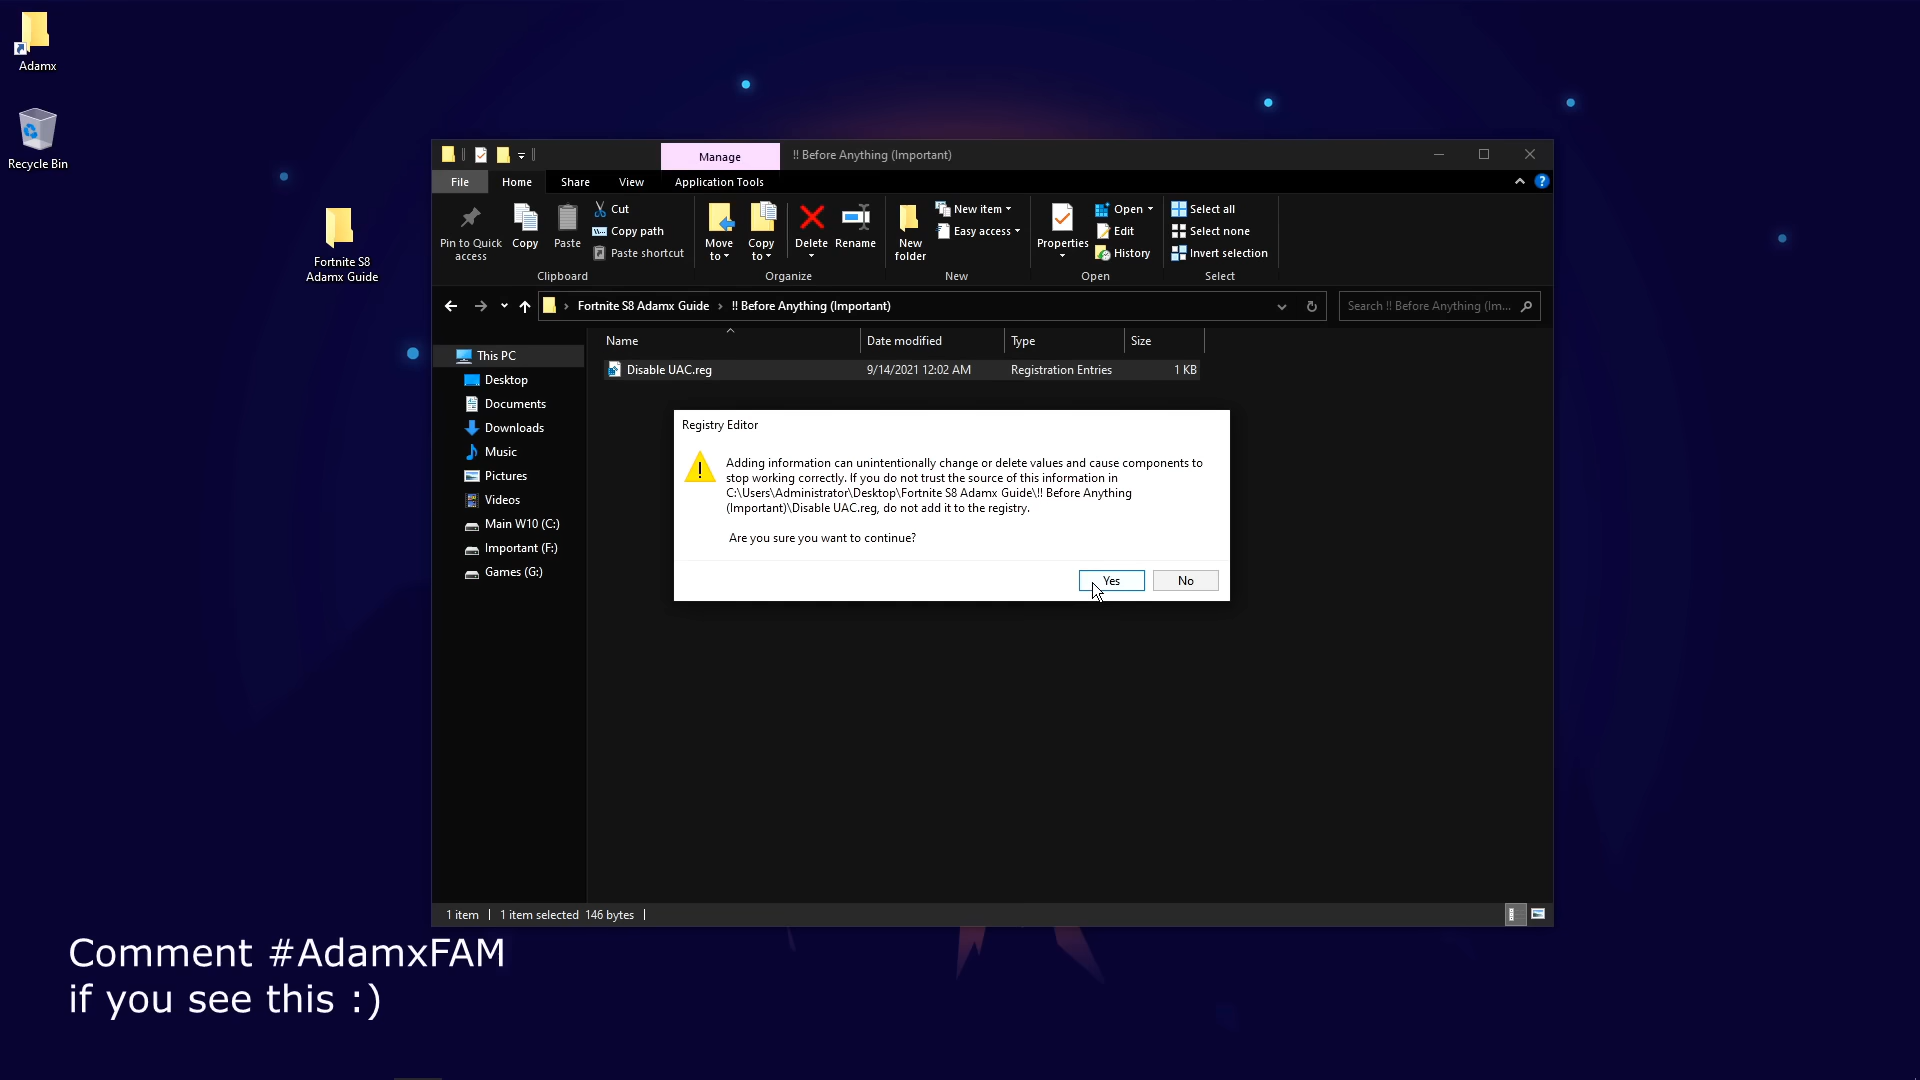 Adamx
Recycle Bin
Fortnite S8
Adamx Guide
Manage
!! Before Anything (Important)
File
Home
Share
View
Application Tools
Pin to Quick
access
Copy
Paste
Cut
Copy path
Paste shortcut
Clipboard
Move
to
Copy
to
Delete
Rename
Organize
New
folder
New item
Easy access
New
Properties
Open
Edit
History
Open
Select all
Select none
Invert selection
Select
Fortnite S8 Adamx Guide
!! Before Anything (Important)
Search !! Before Anything (Im...
Name
Date modified
Type
Size
Disable UAC.reg
9/14/2021 12:02 AM
Registration Entries
1 KB
This PC
Desktop
Documents
Downloads
Music
Pictures
Videos
Main W10 (C:)
Important (F:)
Games (G:)
Registry Editor
Adding information can unintentionally change or delete values and cause components to
stop working correctly. If you do not trust the source of this information in
C:\Users\Administrator\Desktop\Fortnite S8 Adamx Guide\!! Before Anything
(Important)\Disable UAC.reg, do not add it to the registry.
Are you sure you want to continue?
Yes
No
1 item
1 item selected 146 bytes
Comment #AdamxFAM
if you see this :)